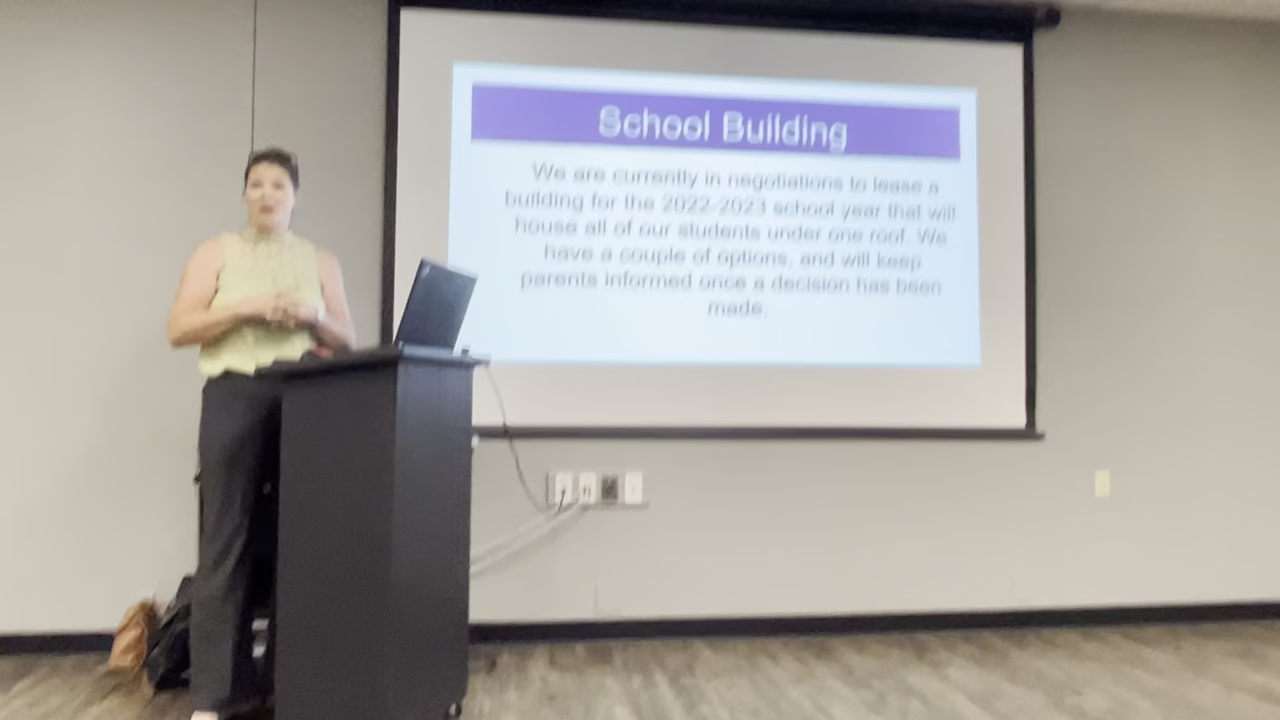 School Building
We are currently in negotiations to lease a
building for the 2022-2023 school year that will
house all of our students under one roof. We
have a couple of options, and will keep
parents informed once a decision has been
made.